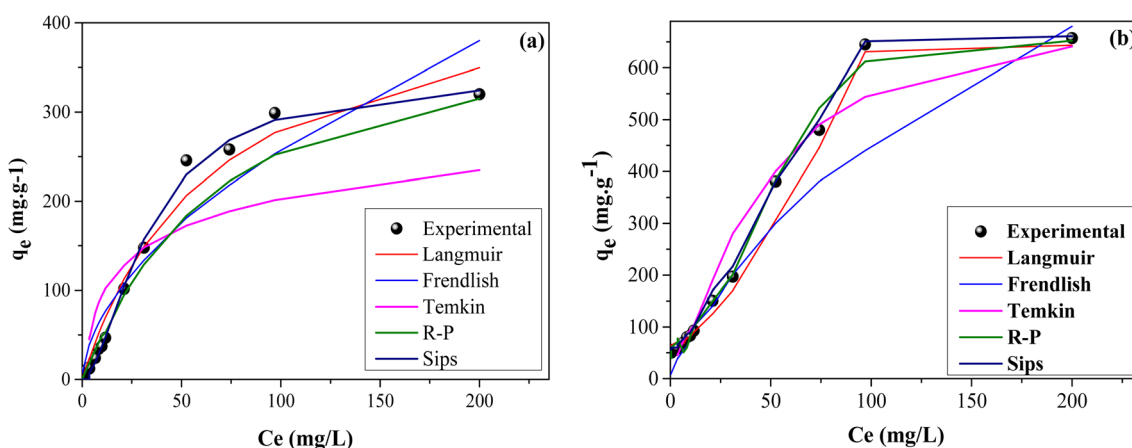 (a)
400
300
200
100
0
qe (mg.g-1)
0
50
100
150
200
Ce (mg/L)
Experimental
Langmuir
Frendlish
Temkin
R-P
Sips
(b)
600
500
400
300
200
100
0
qe (mg.g-1)
0
50
100
150
200
Ce (mg/L)
Experimental
Langmuir
Frendlish
Temkin
R-P
Sips